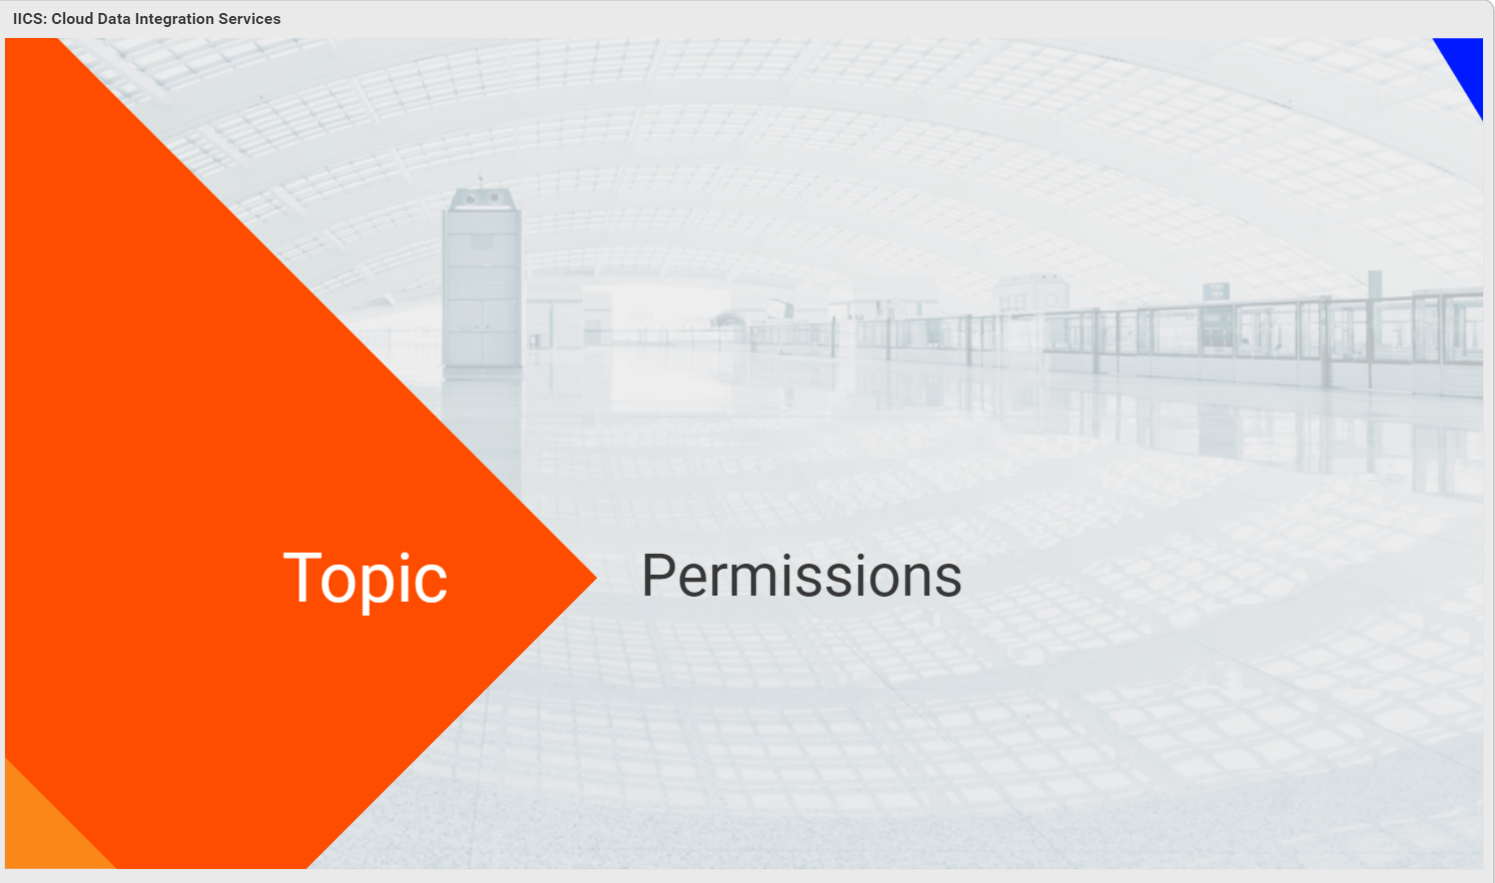 IICS: Cloud Data Integration Services
Topic
Permissions